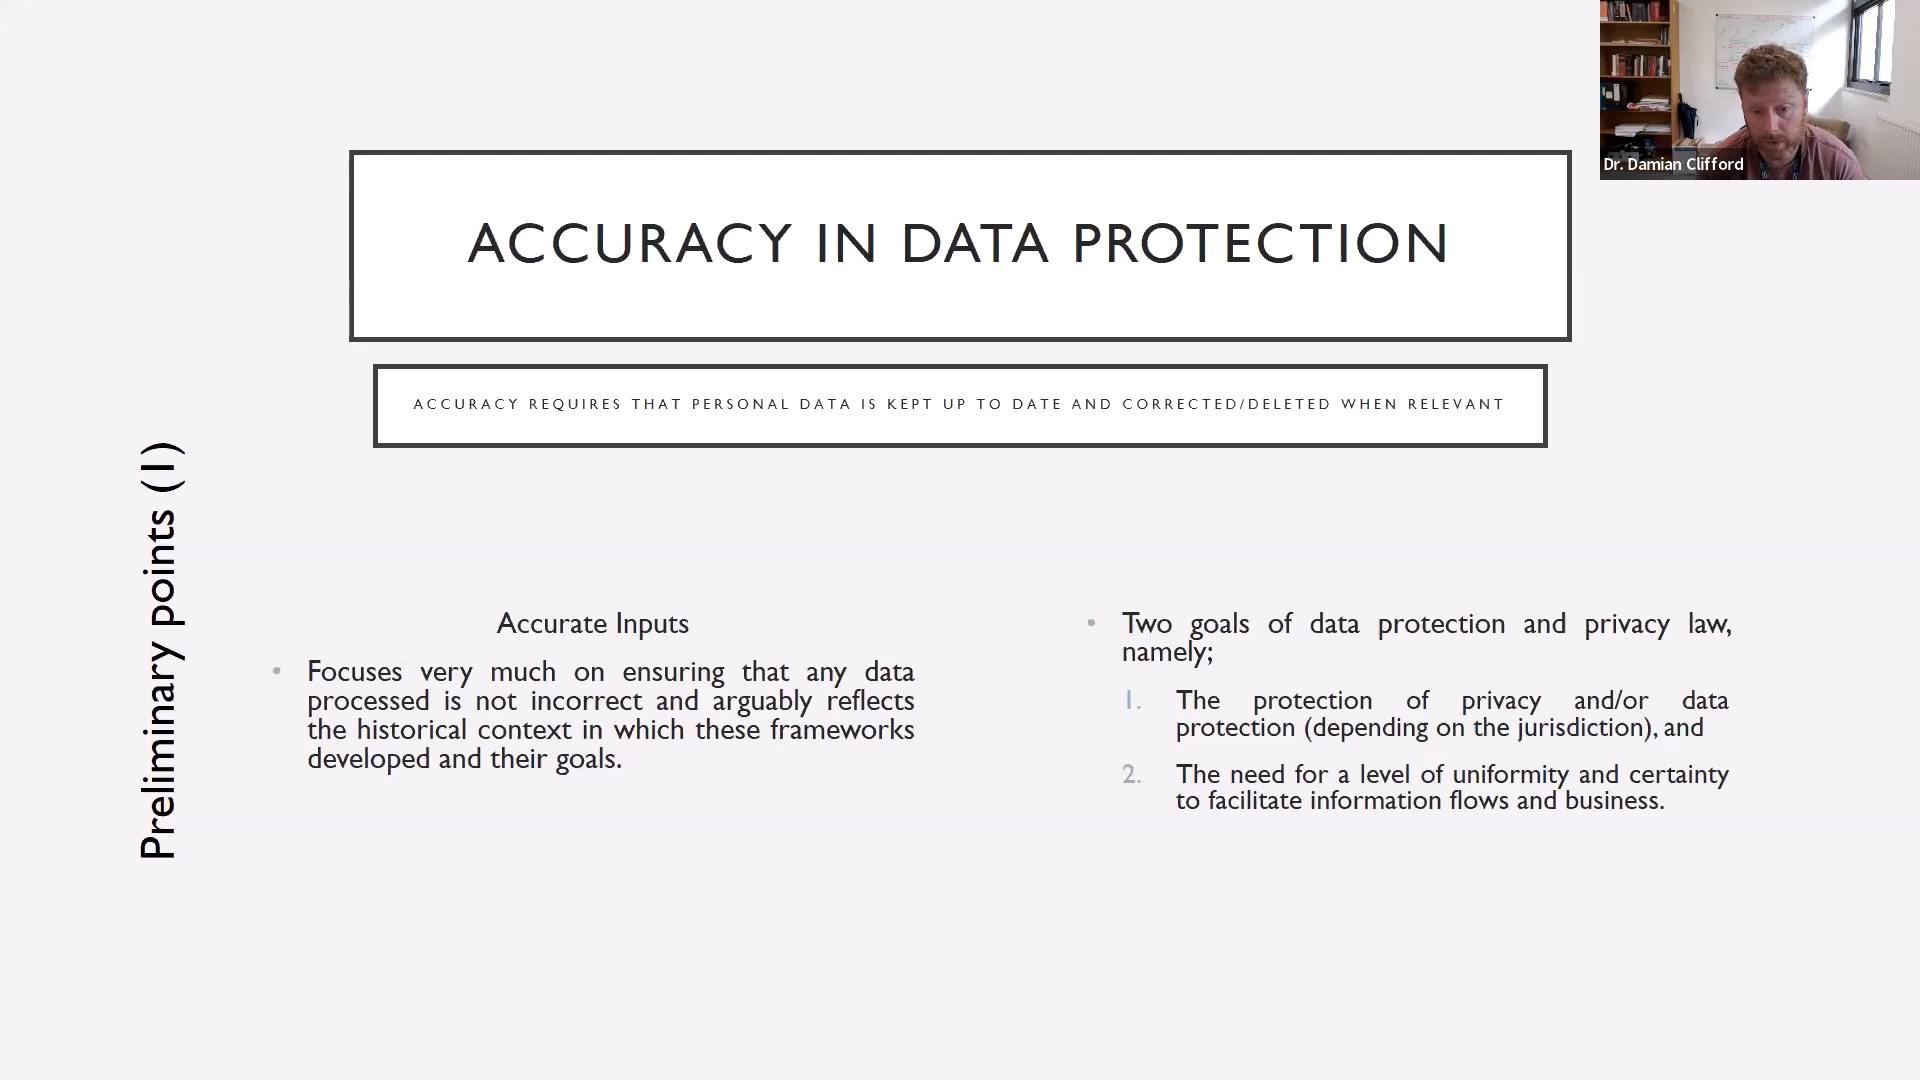 Dr. Damian Clifford
ACCURACY IN DATA PROTECTION
ACCURACY REQUIRES THAT PERSONAL DATA IS KEPT UP TO DATE AND CORRECTED/DELETED WHEN RELEVANT
Preliminary points (1)
Accurate Inputs
• Focuses very much on ensuring that any data
processed is not incorrect and arguably reflects
the historical context in which these frameworks
developed and their goals.
• Two goals of data protection and privacy law,
namely;
1. The protection of privacy and/or data
protection (depending on the jurisdiction), and
2. The need for a level of uniformity and certainty
to facilitate information flows and business.